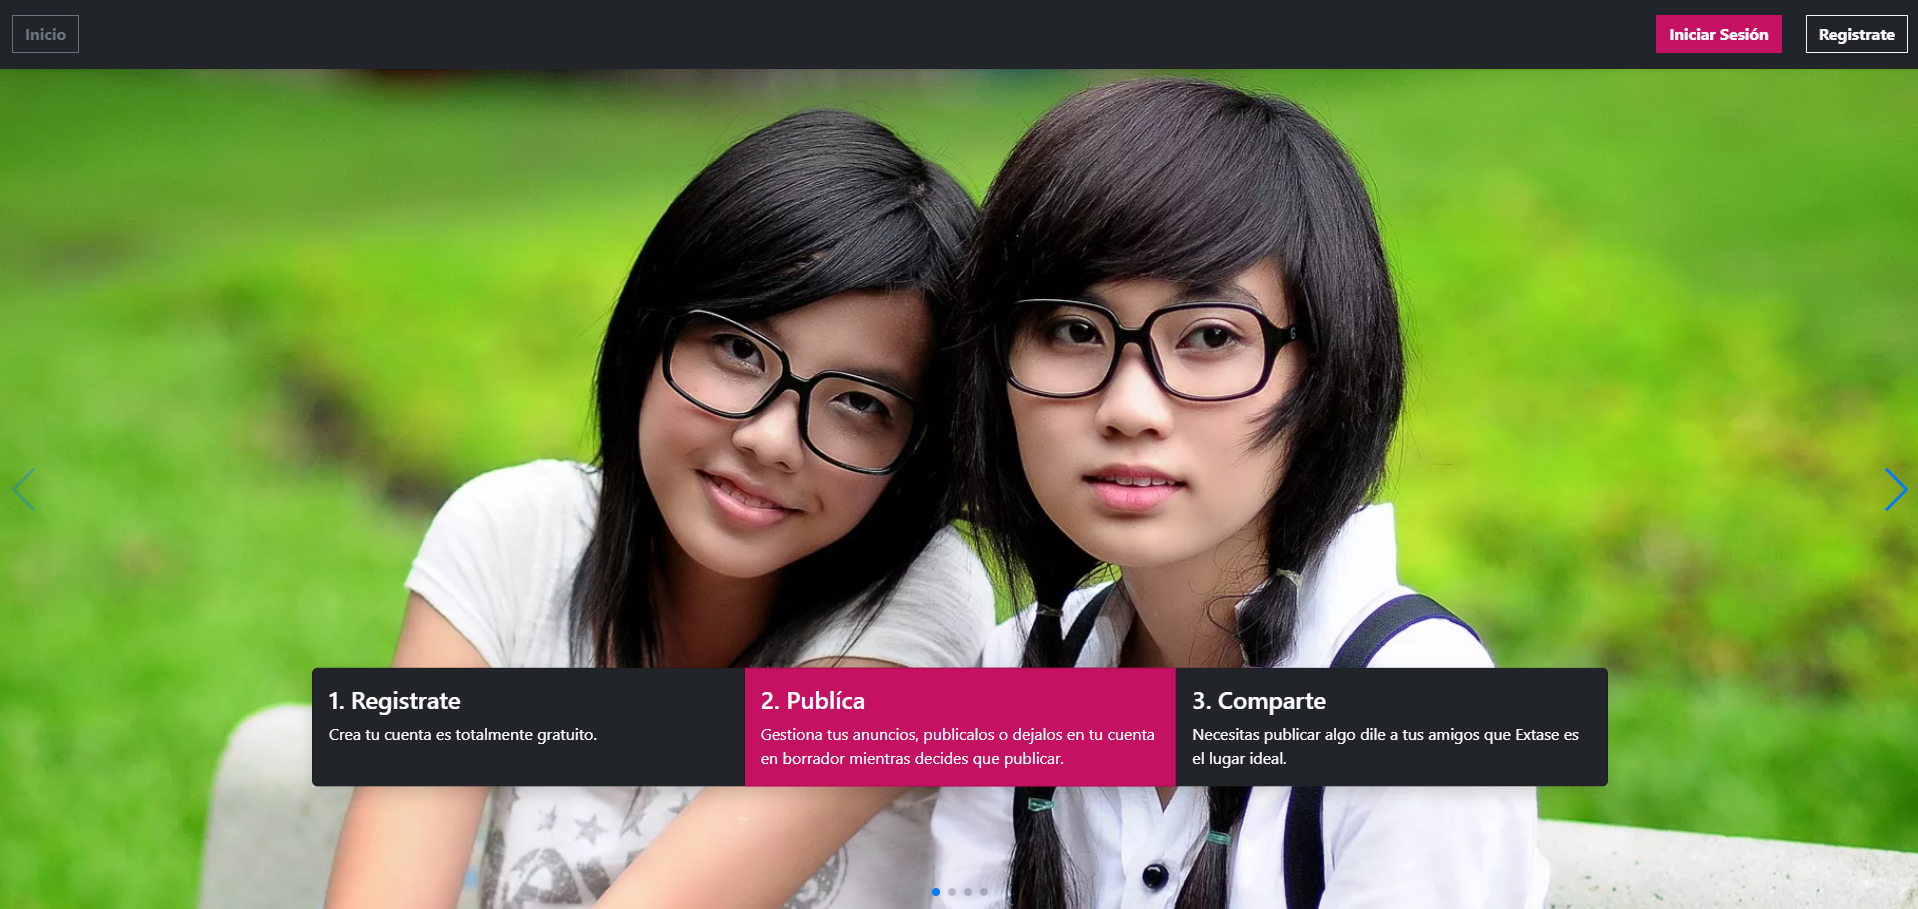 Inicio
Iniciar Sesión
Registrate
1. Registrate
Crea tu cuenta es totalmente gratuito.
2. Publíca
Gestiona tus anuncios, publicalos o dejalos en tu cuenta
en borrador mientras decides que publicar.
3. Comparte
Necesitas publicar algo dile a tus amigos que Extase es
el lugar ideal.